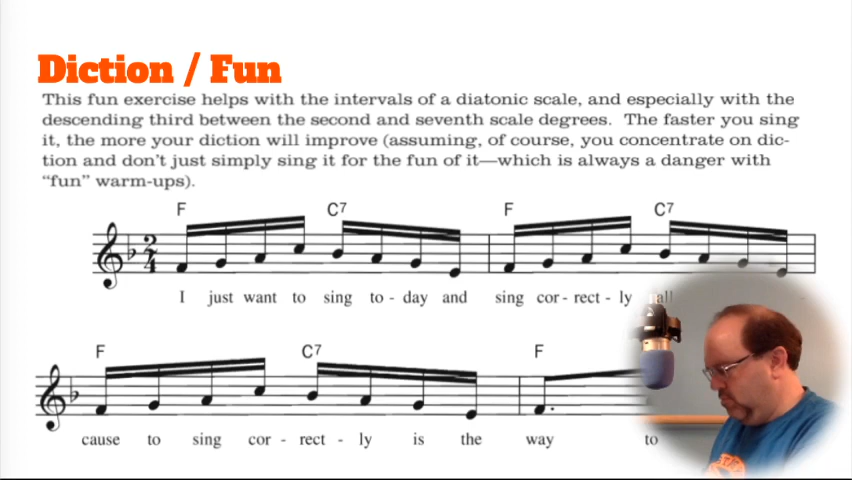 Diction / Fun
This fun exercise helps with the intervals of a diatonic scale, and especially with the
descending third between the second and seventh scale degrees. The faster you sing
it, the more your diction will improve (assuming, of course, you concentrate on dic-
tion and don't just simply sing it for the fun of it—which is always a danger with
"fun" warm-ups).
F C7 F C7
2
4
I just want to sing to - day and sing cor - rect - ly all
F C7 F
cause to sing cor - rect - ly is the way to